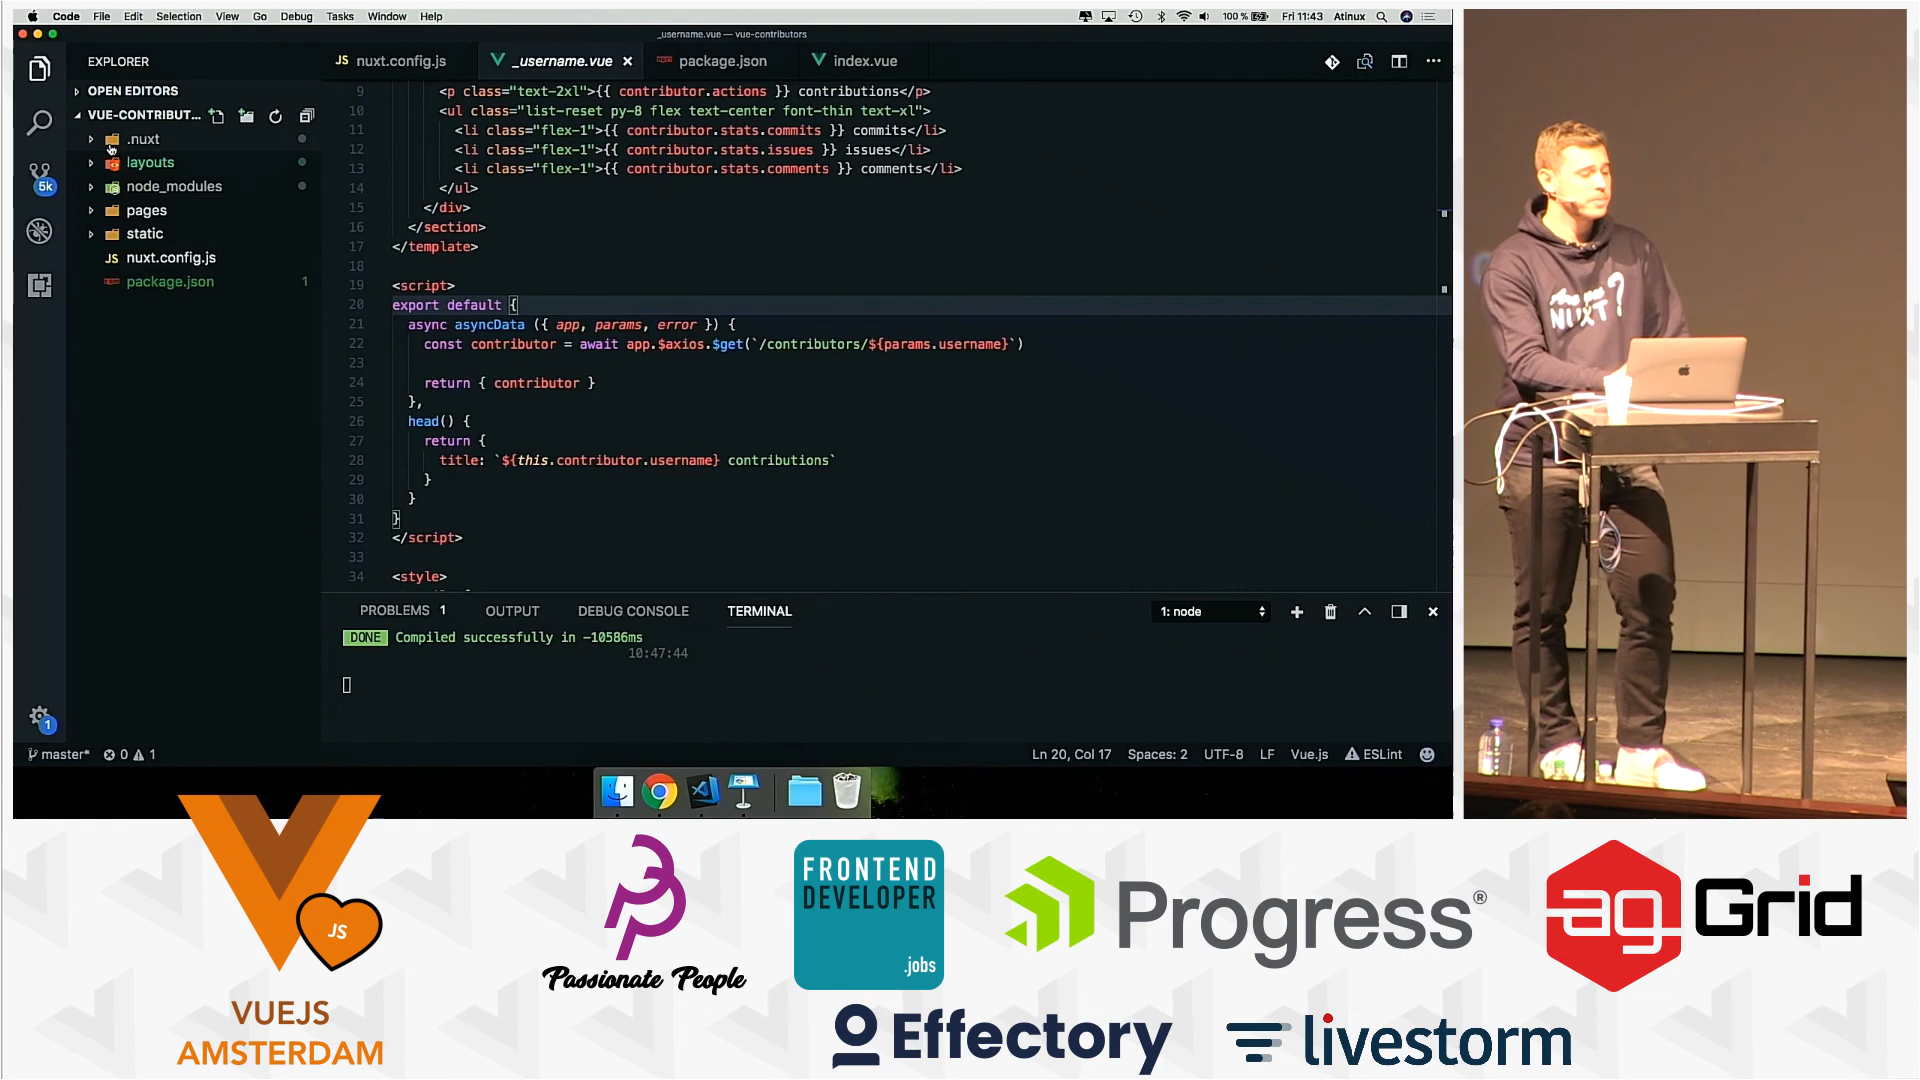 Code File Edit Selection View Go Debug Tasks Window Help
100 % Fri 11:43 Atinux
_username.vue — vue-contributors
EXPLORER
OPEN EDITORS
VUE-CONTRIBUT...
.nuxt
layouts
node_modules
pages
static
JS nuxt.config.js
package.json 1
5k
1
JS nuxt.config.js _username.vue × package.json index.vue
9 <p class="text-2xl">{{ contributor.actions }} contributions</p>
10 <ul class="list-reset py-8 flex text-center font-thin text-xl">
11 <li class="flex-1">{{ contributor.stats.commits }} commits</li>
12 <li class="flex-1">{{ contributor.stats.issues }} issues</li>
13 <li class="flex-1">{{ contributor.stats.comments }} comments</li>
14 </ul>
15 </div>
16 </section>
17 </template>
18
19 <script>
20 export default {
21 async asyncData ({ app, params, error }) {
22 const contributor = await app.$axios.$get(`/contributors/${params.username}`)
23
24 return { contributor }
25 },
26 head() {
27 return {
28 title: `${this.contributor.username} contributions`
29 }
30 }
31 }
32 </script>
33
34 <style>
PROBLEMS 1 OUTPUT DEBUG CONSOLE TERMINAL 1: node
DONE Compiled successfully in -10586ms
10:47:44
master* 0 1 Ln 20, Col 17 Spaces: 2 UTF-8 LF Vue.js ESLint
Are you
NUXT?
JS
VUEJS
AMSTERDAM
Passionate People
FRONTEND
DEVELOPER
.jobs
Progress®
ag Grid
Effectory
livestorm